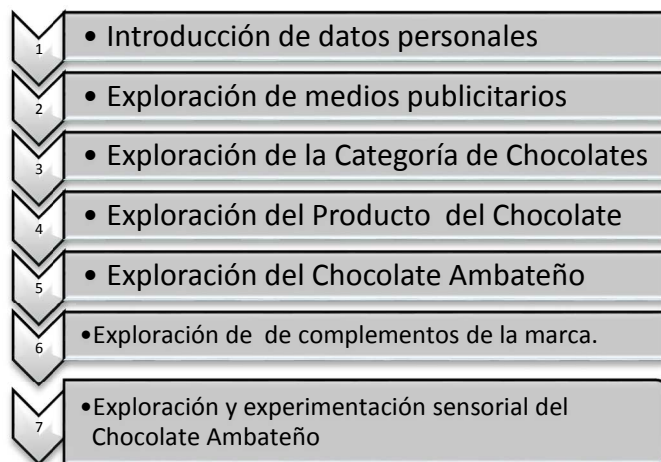 1 • Introducción de datos personales
2 • Exploración de medios publicitarios
3 • Exploración de la Categoría de Chocolates
4 • Exploración del Producto del Chocolate
5 • Exploración del Chocolate Ambateño
6 •Exploración de de complementos de la marca.
7 •Exploración y experimentación sensorial del
Chocolate Ambateño